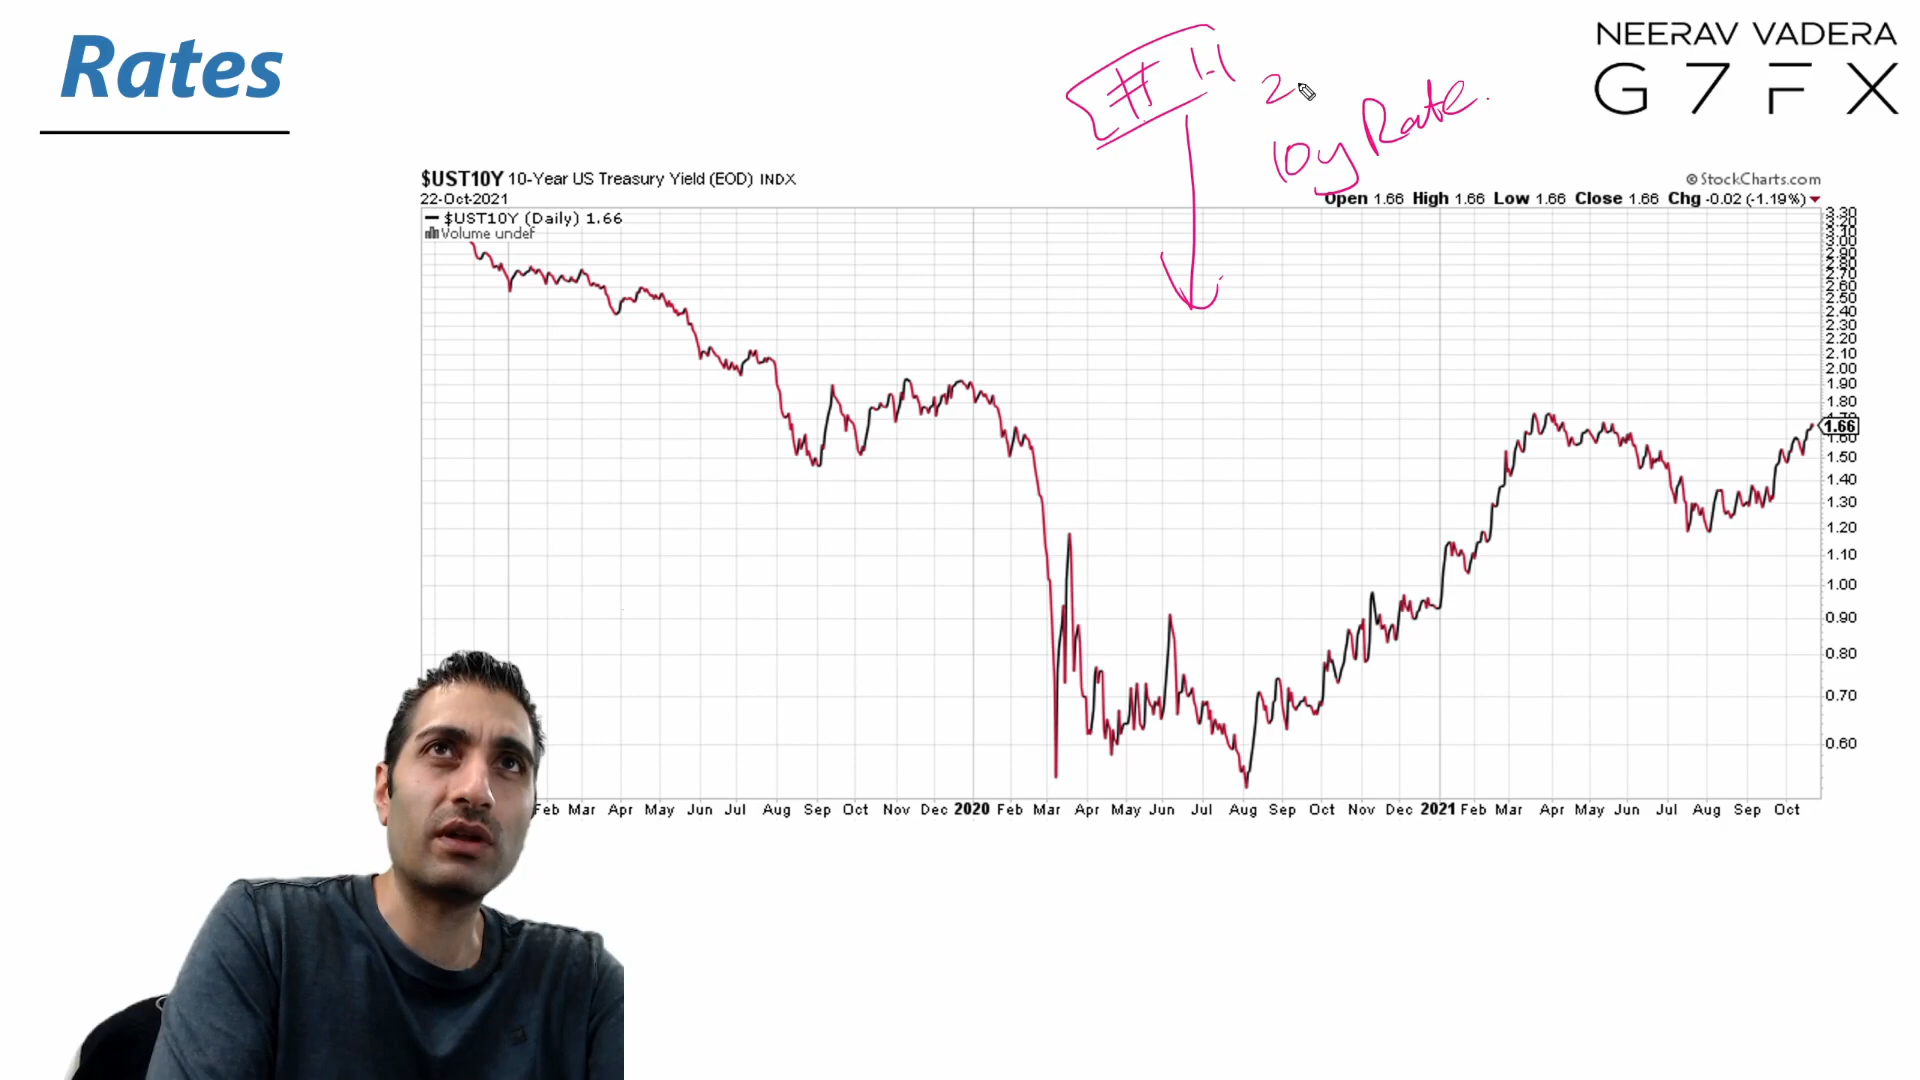 Rates
NEERAV VADERA
G7FX
# 1.1
2
10y Rate.
$UST10Y 10-Year US Treasury Yield (EOD) INDX
© StockCharts.com
22-Oct-2021
Open 1.66 High 1.66 Low 1.66 Close 1.66 Chg -0.02 (-1.19%)
$UST10Y (Daily) 1.66
Volume undef
3.30
3.20
3.10
3.00
2.90
2.80
2.70
2.60
2.50
2.40
2.30
2.20
2.10
2.00
1.90
1.80
1.70
1.66
1.60
1.50
1.40
1.30
1.20
1.10
1.00
0.90
0.80
0.70
0.60
Feb Mar Apr May Jun Jul Aug Sep Oct Nov Dec 2020 Feb Mar Apr May Jun Jul Aug Sep Oct Nov Dec 2021 Feb Mar Apr May Jun Jul Aug Sep Oct